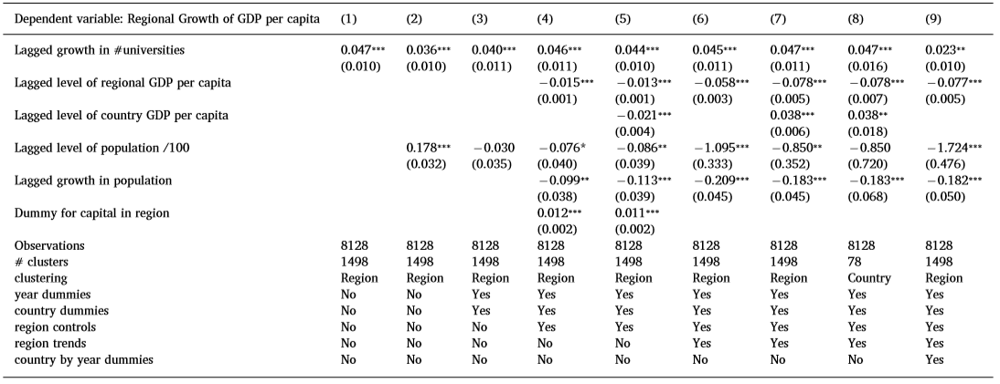 Dependent variable: Regional Growth of GDP per capita (1) (2) (3) (4) (5) (6) (7) (8) (9)
Lagged growth in #universities 0.047*** 0.036*** 0.040*** 0.046*** 0.044*** 0.045*** 0.047*** 0.047*** 0.023**
(0.010) (0.010) (0.011) (0.011) (0.010) (0.011) (0.011) (0.016) (0.010)
Lagged level of regional GDP per capita −0.015*** −0.013*** −0.058*** −0.078*** −0.078*** −0.077***
(0.001) (0.001) (0.003) (0.005) (0.007) (0.005)
Lagged level of country GDP per capita −0.021*** 0.038*** 0.038**
(0.004) (0.006) (0.018)
Lagged level of population /100 0.178*** −0.030 −0.076* −0.086** −1.095*** −0.850** −0.850 −1.724***
(0.032) (0.035) (0.040) (0.039) (0.333) (0.352) (0.720) (0.476)
Lagged growth in population −0.099** −0.113*** −0.209*** −0.183*** −0.183*** −0.182***
(0.038) (0.039) (0.045) (0.045) (0.068) (0.050)
Dummy for capital in region 0.012*** 0.011***
(0.002) (0.002)
Observations 8128 8128 8128 8128 8128 8128 8128 8128 8128
# clusters 1498 1498 1498 1498 1498 1498 1498 78 1498
clustering Region Region Region Region Region Region Region Country Region
year dummies No No Yes Yes Yes Yes Yes Yes Yes
country dummies No No Yes Yes Yes Yes Yes Yes Yes
region controls No No No Yes Yes Yes Yes Yes Yes
region trends No No No No No Yes Yes Yes Yes
country by year dummies No No No No No No No No Yes